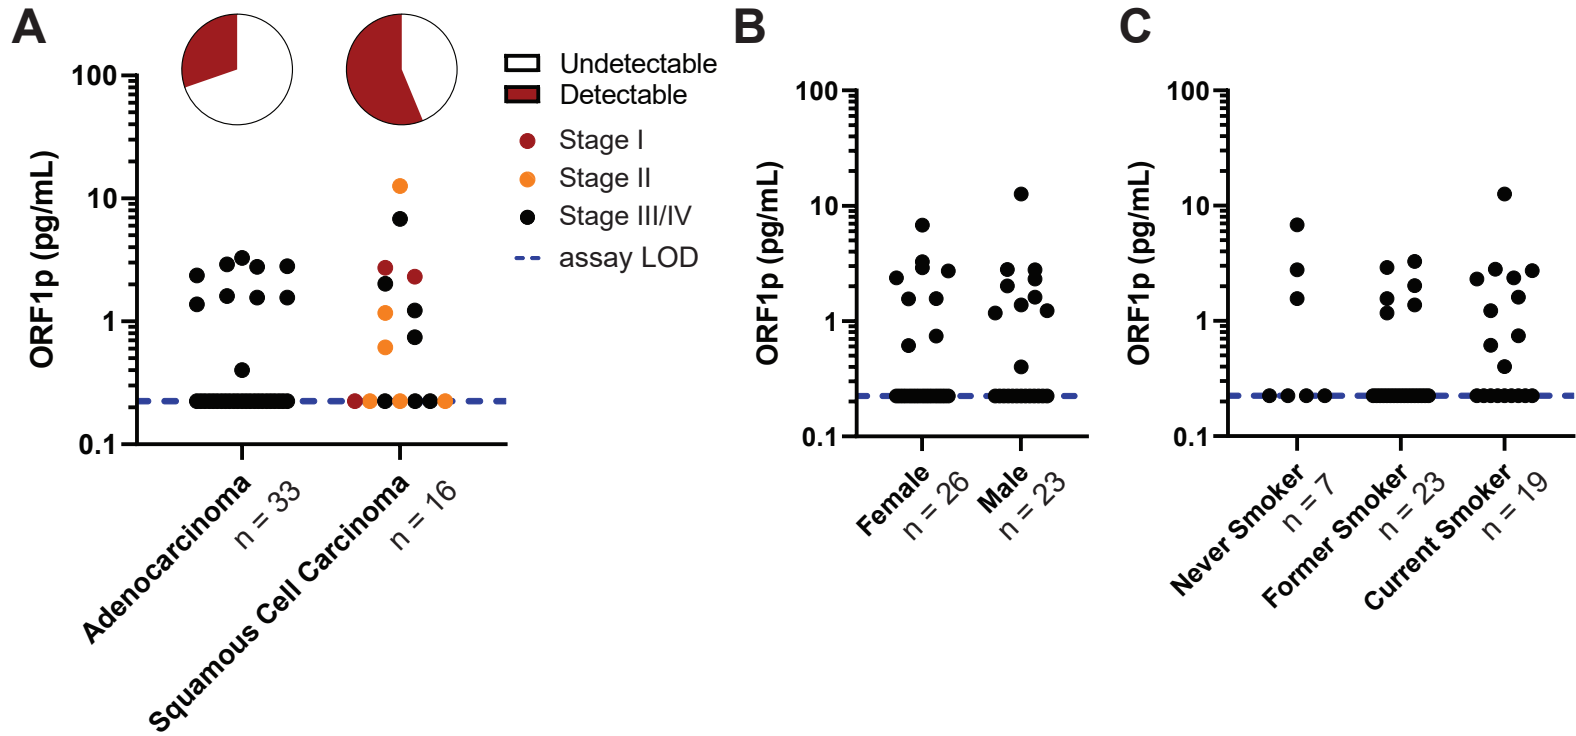 A
100
10
1
0.1
ORF1p (pg/mL)
Adenocarcinoma
n = 33
Squamous Cell Carcinoma
n = 16
Undetectable
Detectable
Stage I
Stage II
Stage III/IV
assay LOD
B
100
10
1
0.1
ORF1p (pg/mL)
Female
n = 26
Male
n = 23
C
100
10
1
0.1
ORF1p (pg/mL)
Never Smoker
n = 7
Former Smoker
n = 23
Current Smoker
n = 19